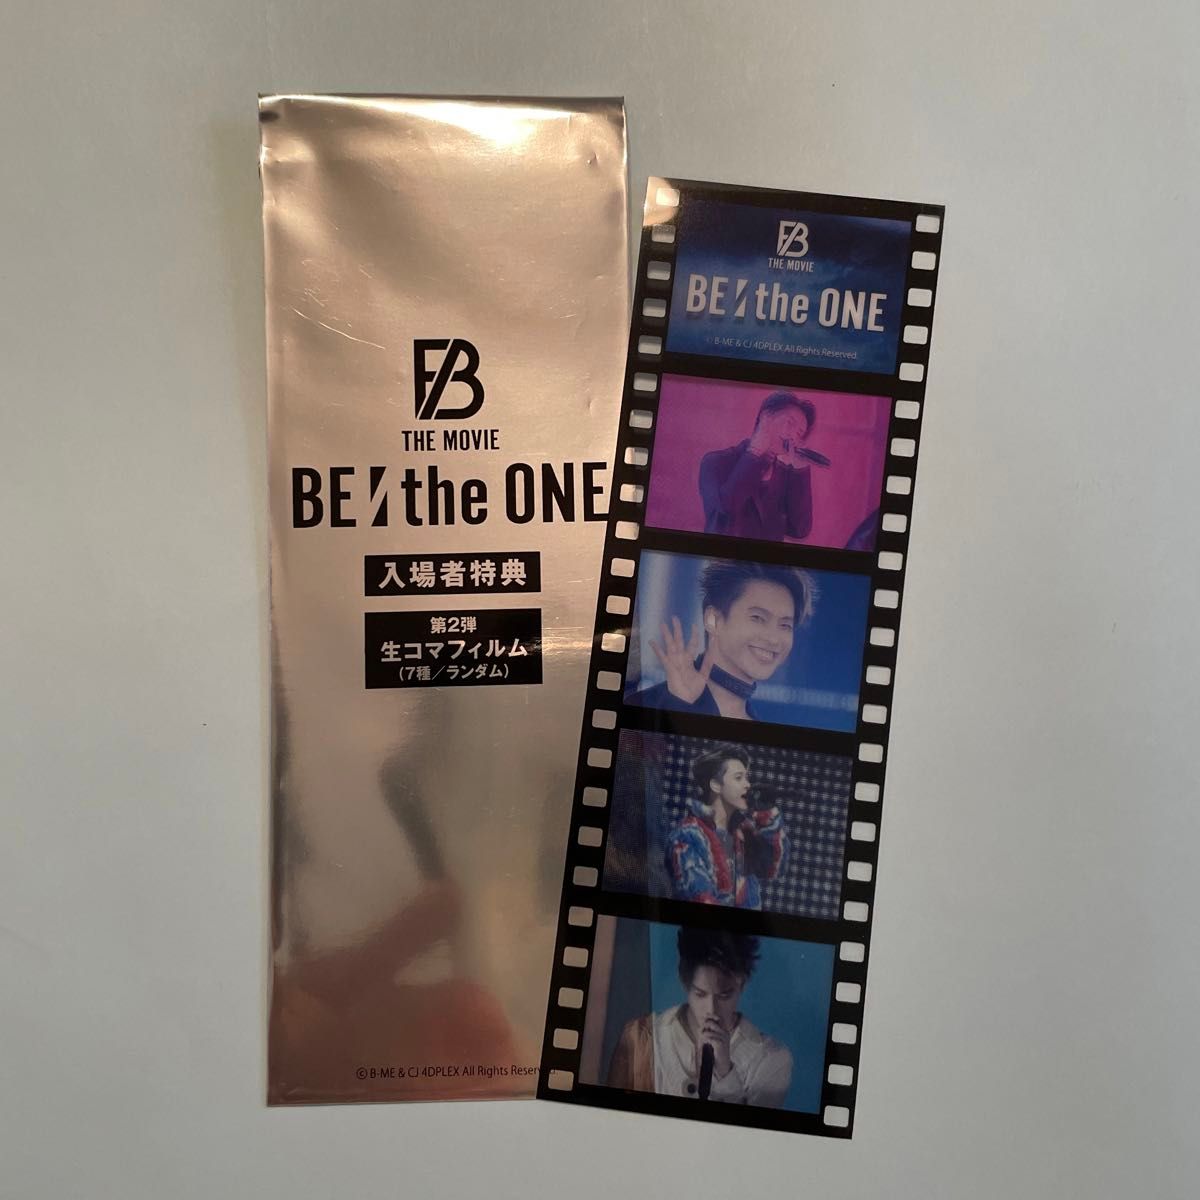 FB
THE MOVIE
BE:the ONE
入場者特典
第2弾
生コマフィルム
(7種/ランダム)
Ⓒ B-ME & CJ 4DPLEX All Rights Reserved.
FB
THE MOVIE
BE:the ONE
Ⓒ B-ME & CJ 4DPLEX All Rights Reserved.